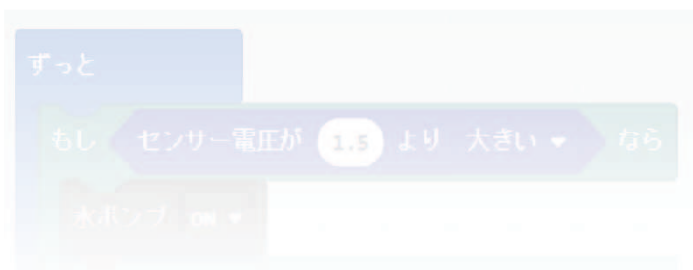 ずっと
もし センサー電圧が 1.5 より 大きい なら
水ポンプ ON